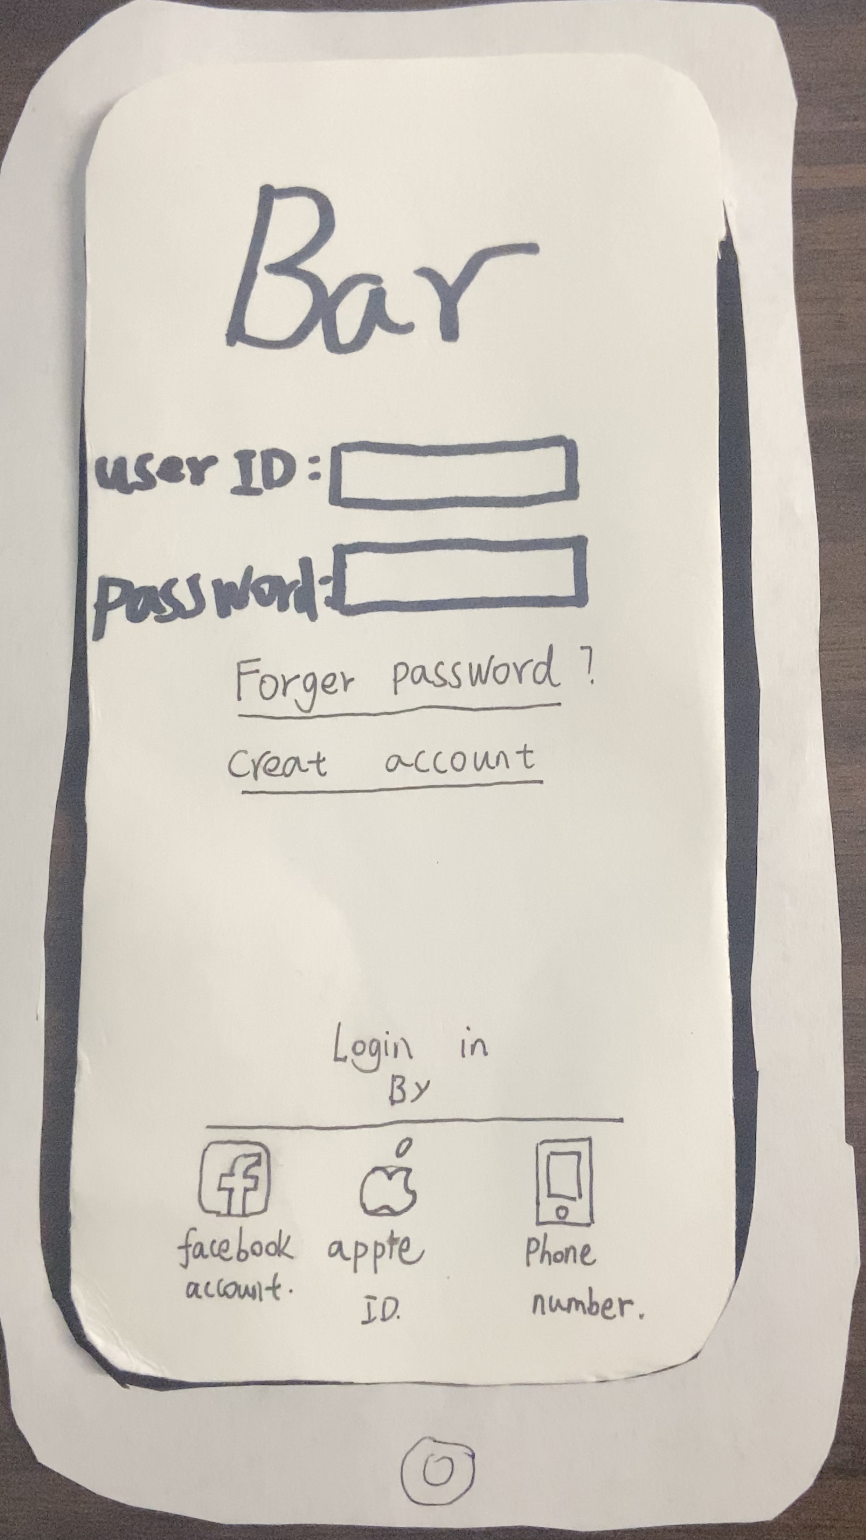 Bar
user ID:
Password:
Forger password?
Creat account
Login in
By
facebook apple Phone
account. ID. number.